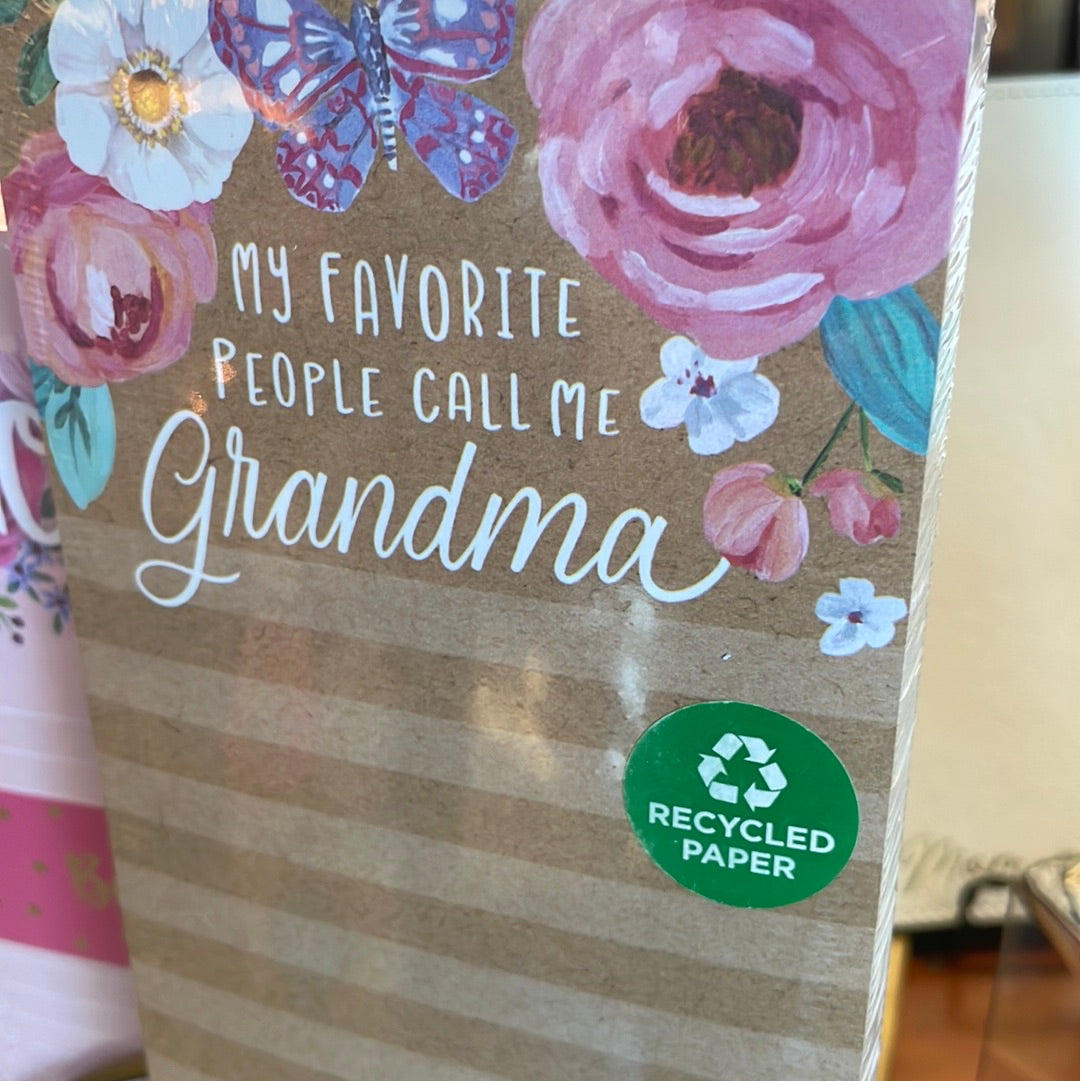 MY FAVORITE
PEOPLE CALL ME
Grandma
RECYCLED
PAPER